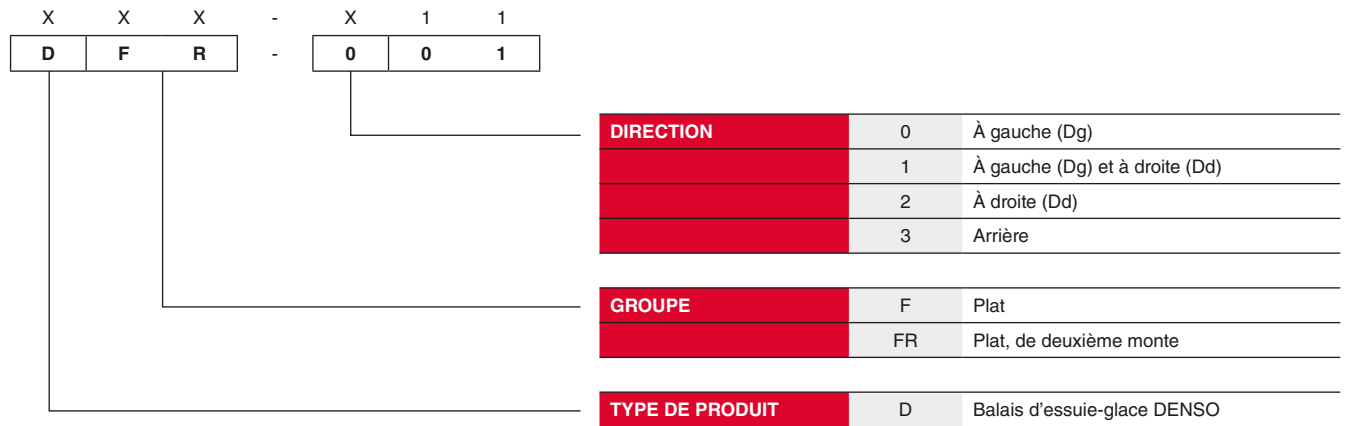 X X X - X 1 1
D F R - 0 0 1
DIRECTION 0 À gauche (Dg)
1 À gauche (Dg) et à droite (Dd)
2 À droite (Dd)
3 Arrière
GROUPE F Plat
FR Plat, de deuxième monte
TYPE DE PRODUIT D Balais d'essuie-glace DENSO